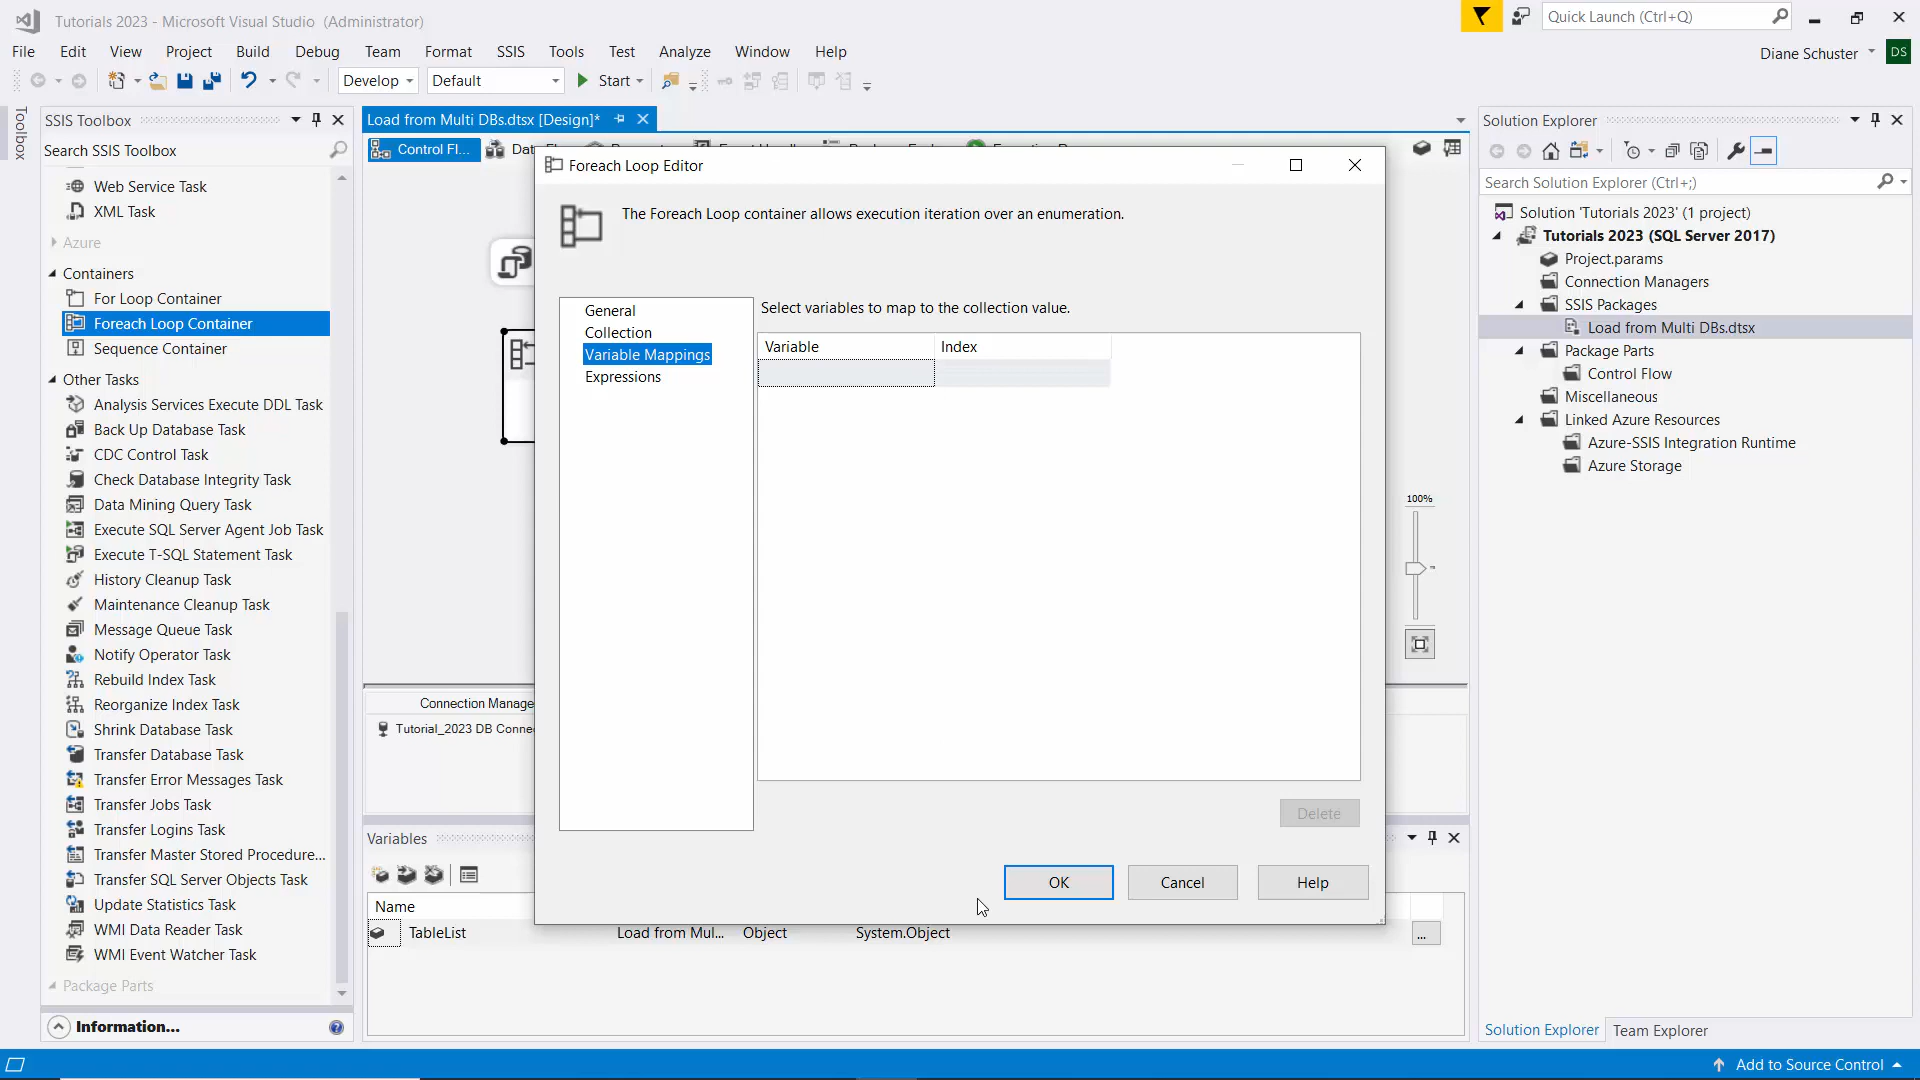 Tutorials 2023 - Microsoft Visual Studio (Administrator)
Quick Launch (Ctrl+Q)
File Edit View Project Build Debug Team Format SSIS Tools Test Analyze Window Help
Diane Schuster DS
Develop Default Start
Toolbox
SSIS Toolbox
Search SSIS Toolbox
Web Service Task
XML Task
Azure
Containers
For Loop Container
Foreach Loop Container
Sequence Container
Other Tasks
Analysis Services Execute DDL Task
Back Up Database Task
CDC Control Task
Check Database Integrity Task
Data Mining Query Task
Execute SQL Server Agent Job Task
Execute T-SQL Statement Task
History Cleanup Task
Maintenance Cleanup Task
Message Queue Task
Notify Operator Task
Rebuild Index Task
Reorganize Index Task
Shrink Database Task
Transfer Database Task
Transfer Error Messages Task
Transfer Jobs Task
Transfer Logins Task
Transfer Master Stored Procedure...
Transfer SQL Server Objects Task
Update Statistics Task
WMI Data Reader Task
WMI Event Watcher Task
Package Parts
Information...
Load from Multi DBs.dtsx [Design]*
Control Fl...
Foreach Loop Editor
The Foreach Loop container allows execution iteration over an enumeration.
General
Collection
Variable Mappings
Expressions
Select variables to map to the collection value.
Variable Index
Delete
OK Cancel Help
100%
Connection Manage
Tutorial_2023 DB Conne
Variables
Name
TableList Load from Mul... Object System.Object ...
Solution Explorer
Search Solution Explorer (Ctrl+;)
Solution 'Tutorials 2023' (1 project)
Tutorials 2023 (SQL Server 2017)
Project.params
Connection Managers
SSIS Packages
Load from Multi DBs.dtsx
Package Parts
Control Flow
Miscellaneous
Linked Azure Resources
Azure-SSIS Integration Runtime
Azure Storage
Solution Explorer Team Explorer
Add to Source Control